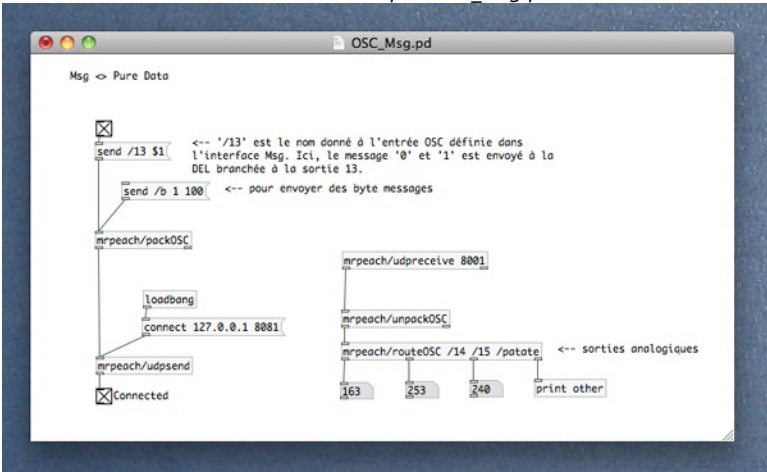 OSC_Msg.pd
Msg <> Pure Data
send /13 $1
<-- '/13' est le nom donné à l'entrée OSC définie dans
l'interface Msg. Ici, le message '0' et '1' est envoyé à la
DEL branchée à la sortie 13.
send /b 1 100
<-- pour envoyer des byte messages
mrpeach/packOSC
mrpeach/udpreceive 8001
loadbang
connect 127.0.0.1 8081
mrpeach/unpackOSC
mrpeach/routeOSC /14 /15 /patate
<-- sorties analogiques
mrpeach/udpsend
Connected
163
253
240
print other